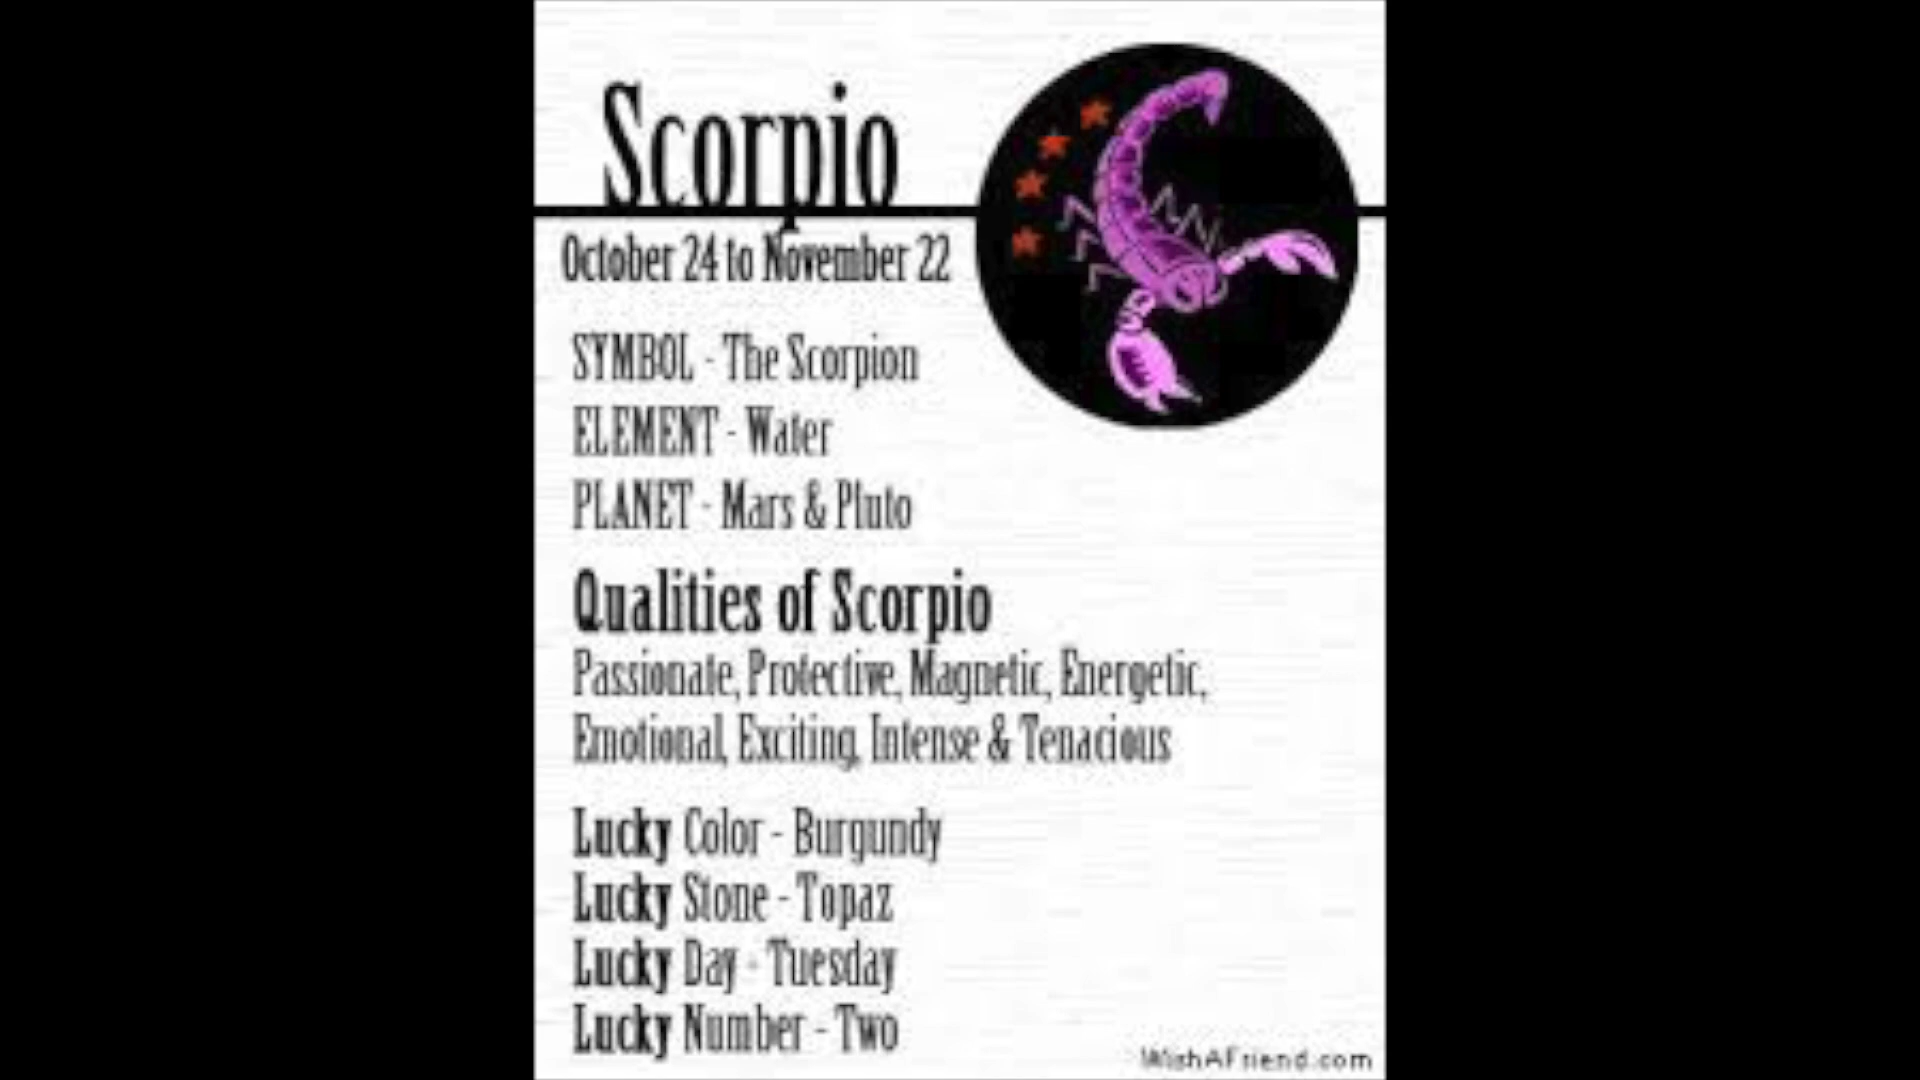 Scorpio
October 24 to November 22
SYMBOL - The Scorpion
ELEMENT - Water
PLANET - Mars & Pluto
Qualities of Scorpio
Passionate, Protective, Magnetic, Energetic,
Emotional, Exciting, Intense & Tenacious
Lucky Color - Burgundy
Lucky Stone - Topaz
Lucky Day - Tuesday
Lucky Number - Two
WishAFriend.com